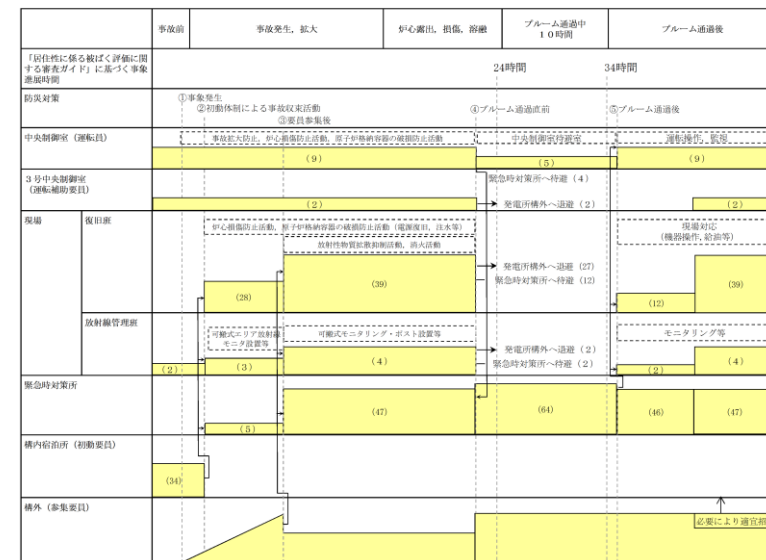 事故前
事故発生，拡大
炉心露出，損傷，溶融
プルーム通過中
１０時間
プルーム通過後
「居住性に係る被ばく評価に関
する審査ガイド」に基づく事象
進展時間
24時間
34時間
防災対策
①事象発生
②初動体制による事故収束活動
③要員参集後
④プルーム通過直前
⑤プルーム通過後
中央制御室（運転員）
事故拡大防止，炉心損傷防止活動，原子炉格納容器の破損防止活動
中央制御室待避室
運転操作，監視
(9)
(5)
(9)
３号中央制御室
（運転補助要員）
緊急時対策所へ待避（4）
(2)
発電所構外へ退避（2）
(2)
現場
復旧班
炉心損傷防止活動，原子炉格納容器の破損防止活動（電源復旧，注水等）
放射性物質拡散抑制活動，消火活動
現場対応
（機器操作，給油等）
発電所構外へ退避（27）
緊急時対策所へ待避（12）
(28)
(39)
(12)
(39)
放射線管理班
可搬式エリア放射線
モニタ設置等
可搬式モニタリング・ポスト設置等
モニタリング等
発電所構外へ退避（2）
緊急時対策所へ待避（2）
(2)
(3)
(4)
(2)
(4)
緊急時対策所
(5)
(47)
(64)
(46)
(47)
構内宿泊所（初動要員）
(34)
構外（参集要員）
必要により適宜招